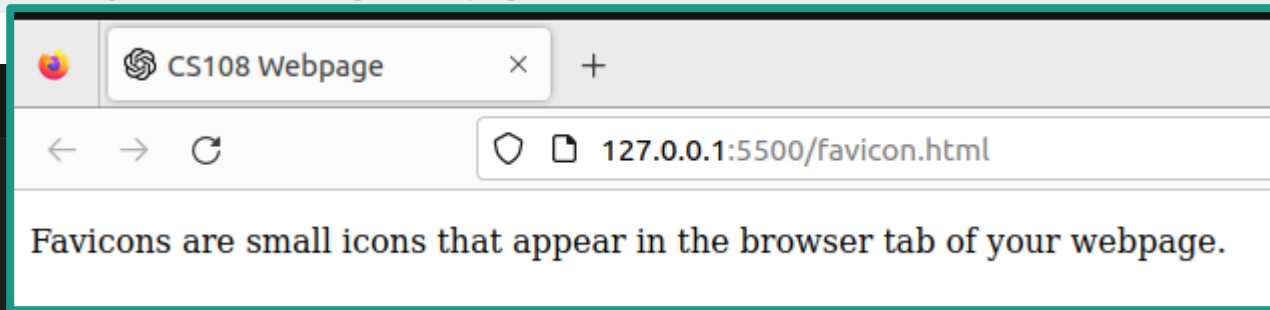 CS108 Webpage
127.0.0.1:5500/favicon.html
Favicons are small icons that appear in the browser tab of your webpage.